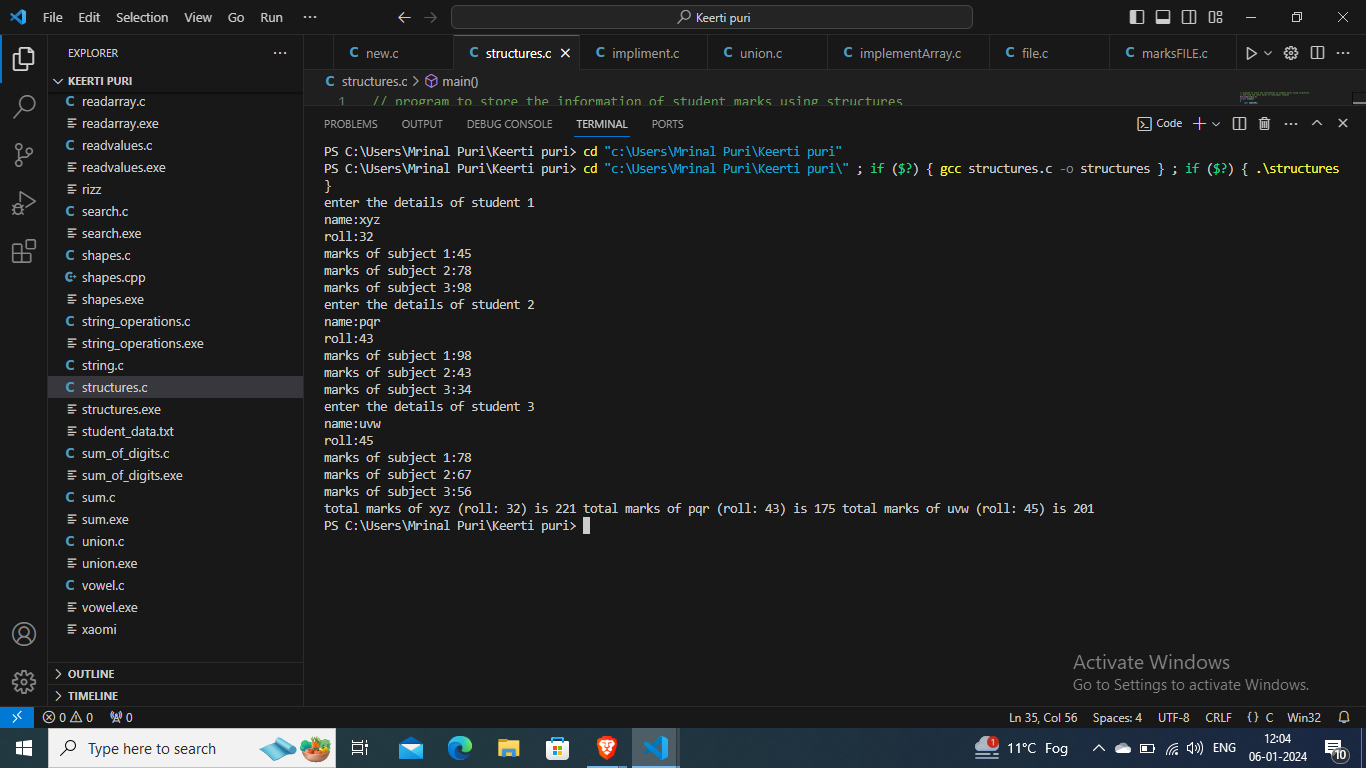 File Edit Selection View Go Run ··· Keerti puri
EXPLORER ···
KEERTI PURI
readarray.c
readarray.exe
readvalues.c
readvalues.exe
rizz
search.c
search.exe
shapes.c
shapes.cpp
shapes.exe
string_operations.c
string_operations.exe
string.c
structures.c
structures.exe
student_data.txt
sum_of_digits.c
sum_of_digits.exe
sum.c
sum.exe
union.c
union.exe
vowel.c
vowel.exe
xaomi
OUTLINE
TIMELINE
C new.c C structures.c C impliment.c C union.c C implementArray.c C file.c C marksFILE.c
C structures.c > main()
1 // program to store the information of student marks using structures
PROBLEMS OUTPUT DEBUG CONSOLE TERMINAL PORTS Code
PS C:\Users\Mrinal Puri\Keerti puri> cd "c:\Users\Mrinal Puri\Keerti puri"
PS C:\Users\Mrinal Puri\Keerti puri> cd "c:\Users\Mrinal Puri\Keerti puri\" ; if ($?) { gcc structures.c -o structures } ; if ($?) { .\structures
}
enter the details of student 1
name:xyz
roll:32
marks of subject 1:45
marks of subject 2:78
marks of subject 3:98
enter the details of student 2
name:pqr
roll:43
marks of subject 1:98
marks of subject 2:43
marks of subject 3:34
enter the details of student 3
name:uvw
roll:45
marks of subject 1:78
marks of subject 2:67
marks of subject 3:56
total marks of xyz (roll: 32) is 221 total marks of pqr (roll: 43) is 175 total marks of uvw (roll: 45) is 201
PS C:\Users\Mrinal Puri\Keerti puri>
Activate Windows
Go to Settings to activate Windows.
0 0 0 Ln 35, Col 56 Spaces: 4 UTF-8 CRLF {} C Win32
Type here to search 1 11°C Fog ENG 12:04
06-01-2024 10